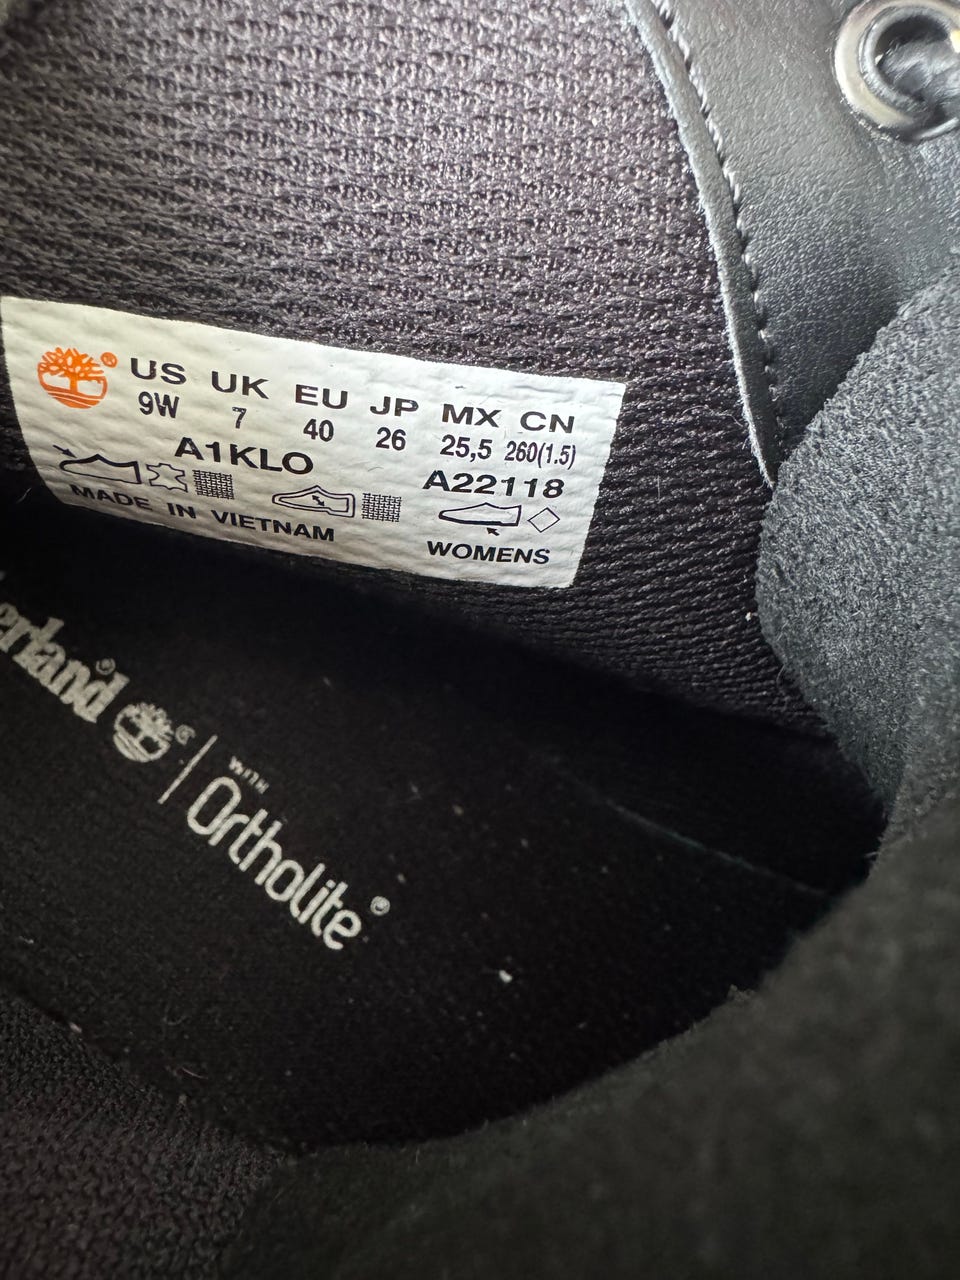 US UK EU JP MX CN
9W 7 40 26 25,5 260(1.5)
A1KLO
A22118
MADE IN VIETNAM
WOMENS
erland®
WITH
Ortholite®